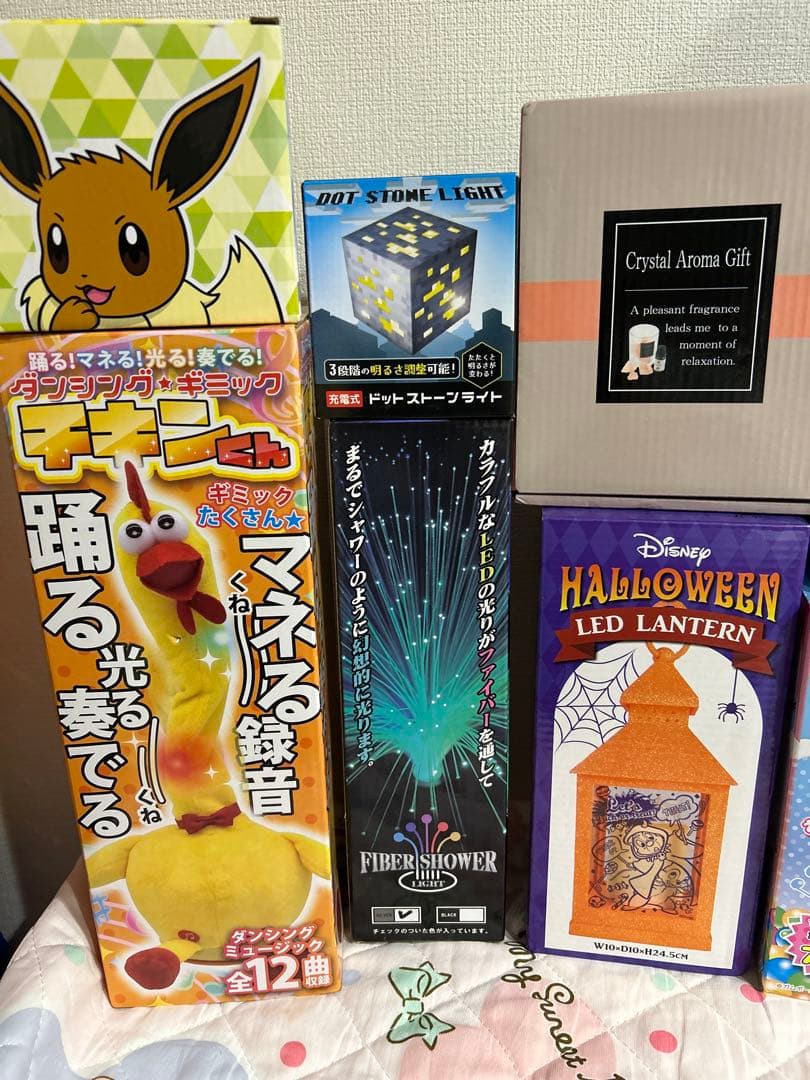 踊る!マネる!光る!奏でる!
ダンシング★ギミック
チキンくん
ギミック
たくさん★
踊る
光る
奏でる
くね
くね
マネる録音
ダンシング
ミュージック
全12曲
収録
DOT STONE LIGHT
3段階の明るさ調整可能!
たたくと
明るさが
変わる!
充電式 ドットストーンライト
カラフルなLEDの光りがファイバーを通して
まるでシャワーのように幻想的に光ります。
FIBER SHOWER
LIGHT
SILVER
BLACK
チェックのついた色が入っています。
Crystal Aroma Gift
A pleasant fragrance
leads me to a
moment of
relaxation.
Disney
HALLOWEEN
LED LANTERN
Let's
W10×D10×H24.5CM
My Sweet